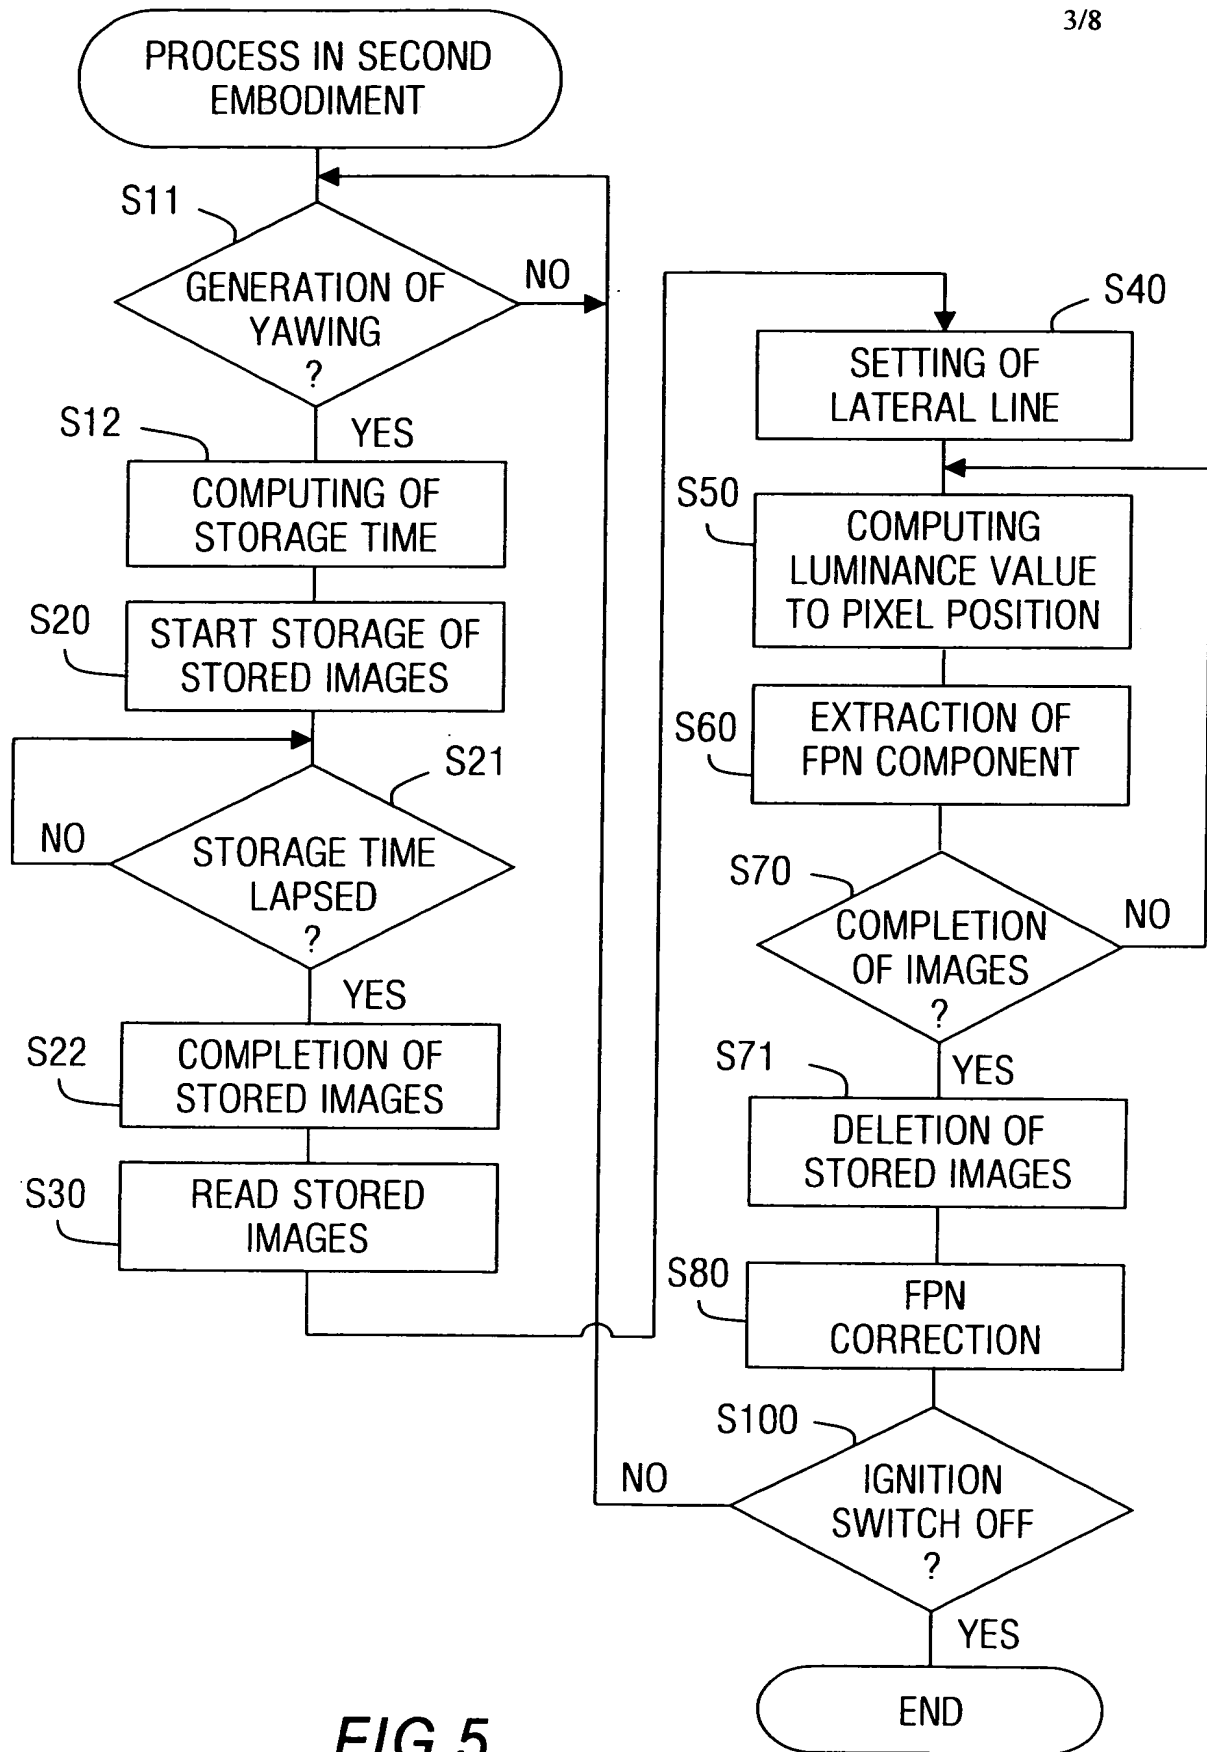 3/8
PROCESS IN SECOND
EMBODIMENT
S11
GENERATION OF
YAWING
?
NO
YES
S12
COMPUTING OF
STORAGE TIME
S20
START STORAGE OF
STORED IMAGES
S21
NO
STORAGE TIME
LAPSED
?
YES
S22
COMPLETION OF
STORED IMAGES
S30
READ STORED
IMAGES
S40
SETTING OF
LATERAL LINE
S50
COMPUTING
LUMINANCE VALUE
TO PIXEL POSITION
S60
EXTRACTION OF
FPN COMPONENT
S70
COMPLETION
OF IMAGES
?
NO
YES
S71
DELETION OF
STORED IMAGES
S80
FPN
CORRECTION
S100
NO
IGNITION
SWITCH OFF
?
YES
END
FIG.5